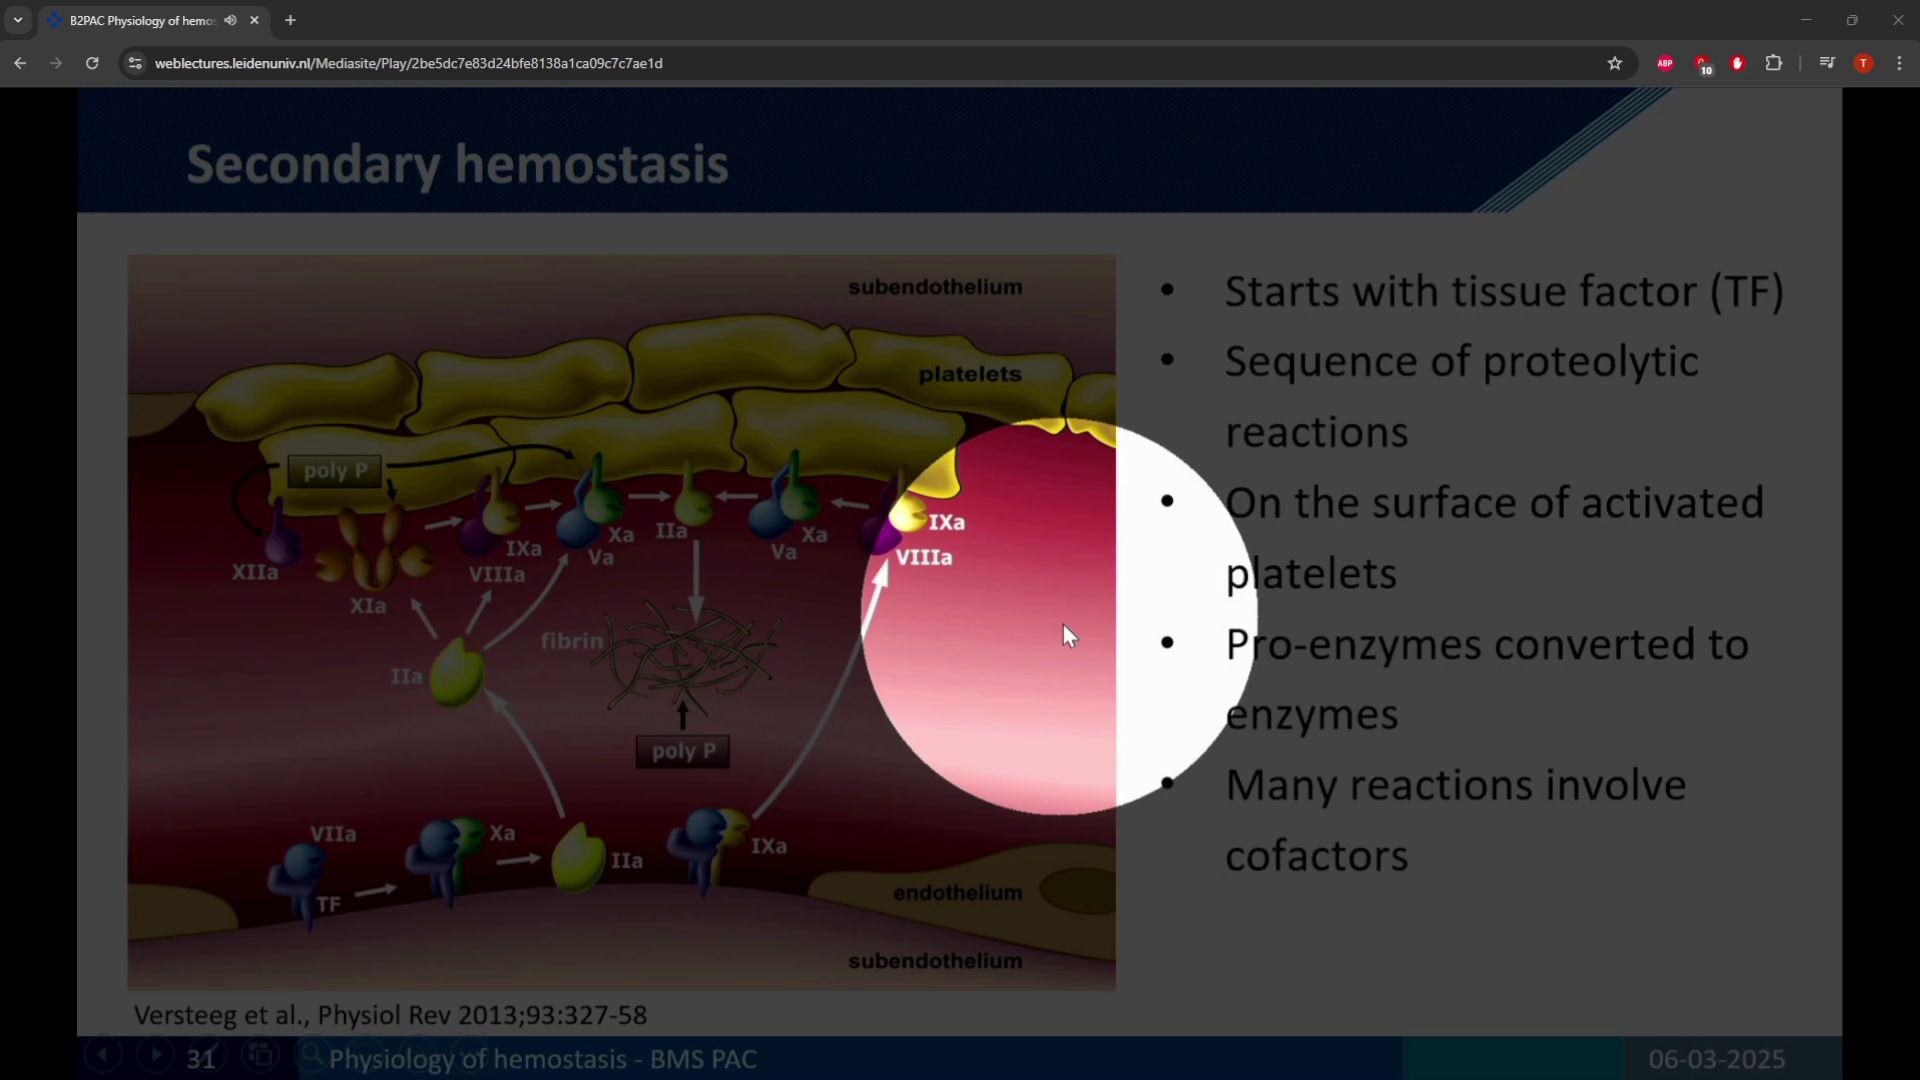 B2PAC Physiology of hemos
weblectures.leidenuniv.nl/Mediasite/Play/2be5dc7e83d24bfe8138a1ca09c7c7ae1d
ABP
10
T
Secondary hemostasis
subendothelium
platelets
poly P
XIIa
XIa
IXa
VIIIa
Xa
Va
IIa
Xa
Va
IXa
VIIIa
IIa
fibrin
poly P
VIIa
TF
Xa
IIa
IXa
endothelium
subendothelium
Versteeg et al., Physiol Rev 2013;93:327-58
• Starts with tissue factor (TF)
• Sequence of proteolytic
reactions
• On the surface of activated
platelets
• Pro-enzymes converted to
enzymes
• Many reactions involve
cofactors
31
Physiology of hemostasis - BMS PAC
06-03-2025